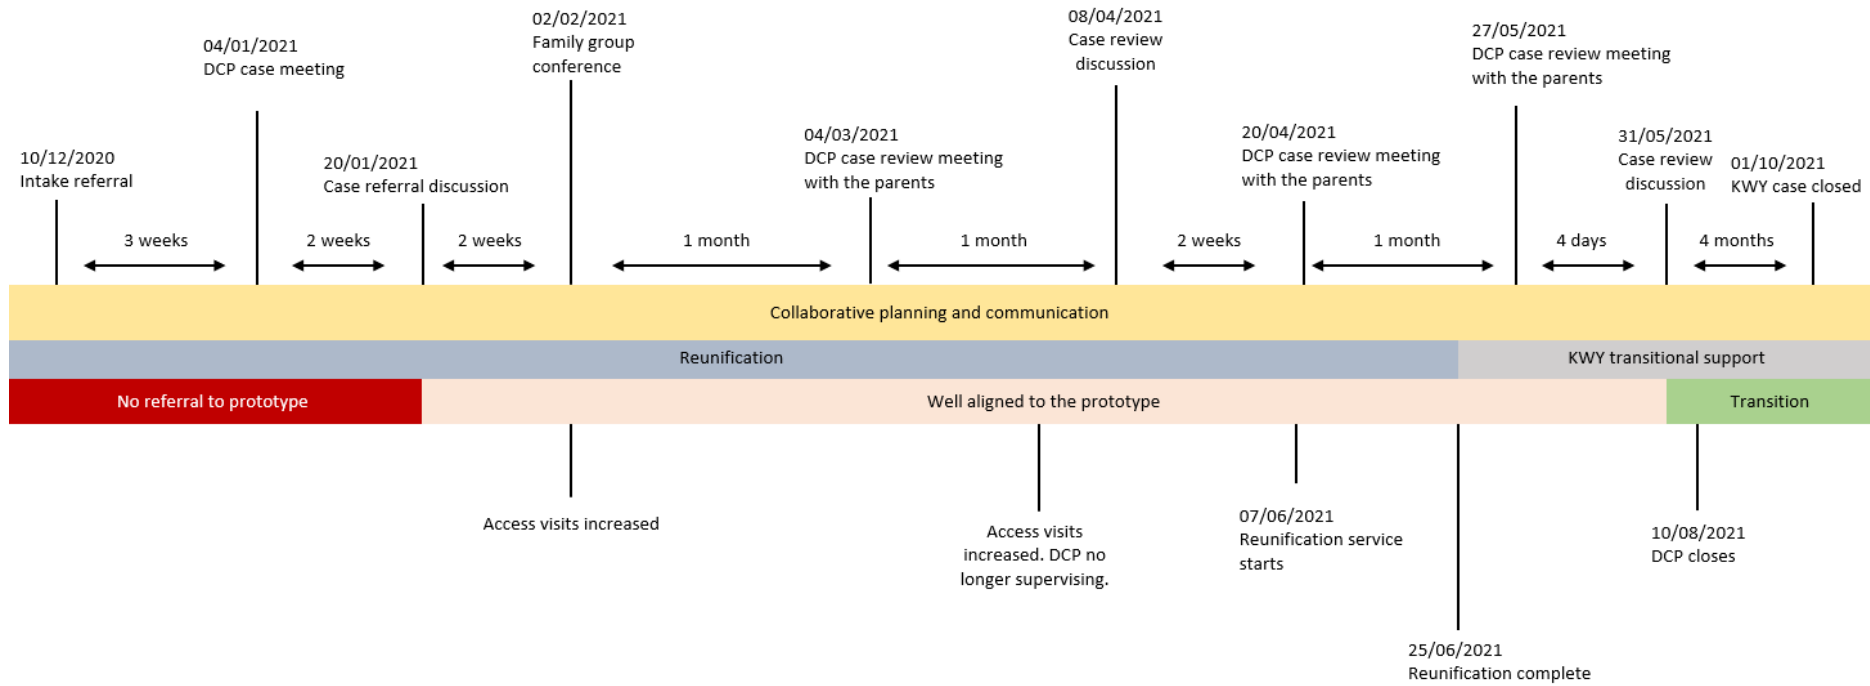 10/12/2020
Intake referral
04/01/2021
DCP case meeting
20/01/2021
Case referral discussion
02/02/2021
Family group
conference
04/03/2021
DCP case review meeting
with the parents
08/04/2021
Case review
discussion
20/04/2021
DCP case review meeting
with the parents
27/05/2021
DCP case review meeting
with the parents
31/05/2021
Case review
discussion
01/10/2021
KWY case closed
3 weeks
2 weeks
2 weeks
1 month
1 month
2 weeks
1 month
4 days
4 months
Collaborative planning and communication
Reunification
KWY transitional support
No referral to prototype
Well aligned to the prototype
Transition
Access visits increased
Access visits
increased. DCP no
longer supervising.
07/06/2021
Reunification service
starts
25/06/2021
Reunification complete
10/08/2021
DCP closes